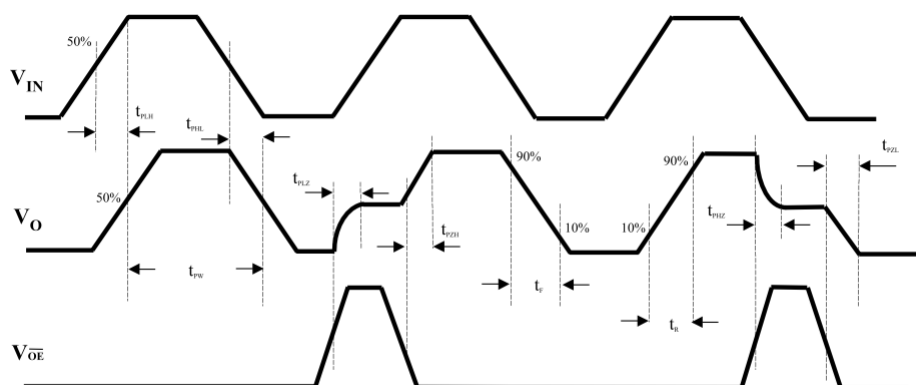 50%
V_IN
t_PLH
t_PHL
90%
90%
t_PZL
t_PLZ
50%
V_O
t_PHZ
10%
10%
t_PZH
t_PW
t_F
t_R
V_OE̅